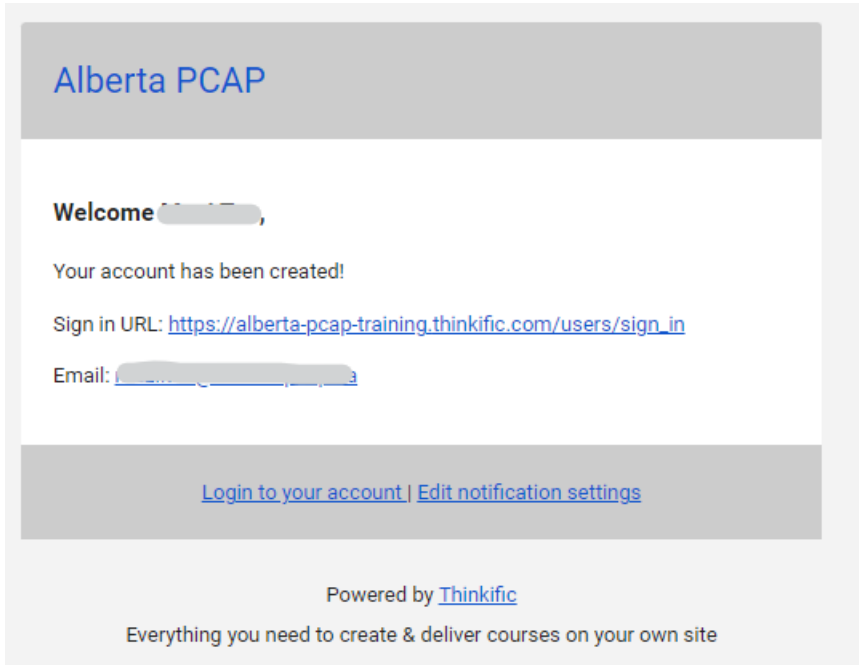 Alberta PCAP
Welcome ,
Your account has been created!
Sign in URL: https://alberta-pcap-training.thinkific.com/users/sign_in
Email:
Login to your account | Edit notification settings
Powered by Thinkific
Everything you need to create & deliver courses on your own site